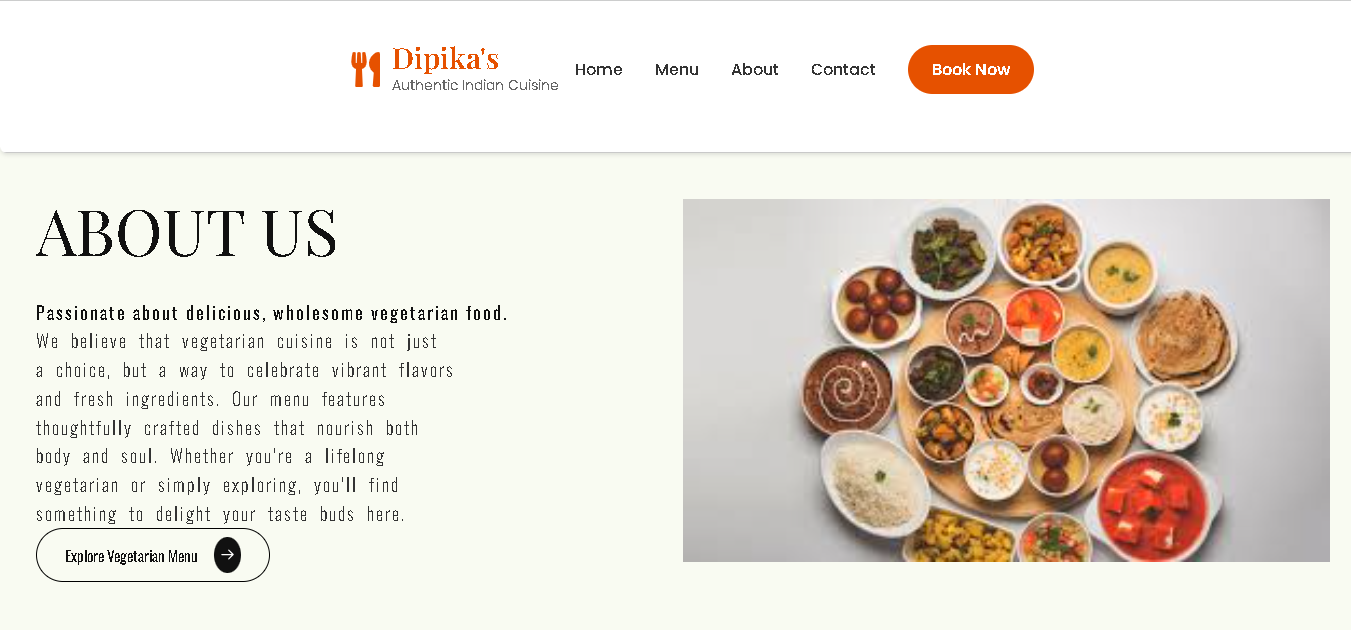 Dipika's
Authentic Indian Cuisine
Home Menu About Contact Book Now
ABOUT US
Passionate about delicious, wholesome vegetarian food.
We believe that vegetarian cuisine is not just
a choice, but a way to celebrate vibrant flavors
and fresh ingredients. Our menu features
thoughtfully crafted dishes that nourish both
body and soul. Whether you're a lifelong
vegetarian or simply exploring, you'll find
something to delight your taste buds here.
Explore Vegetarian Menu